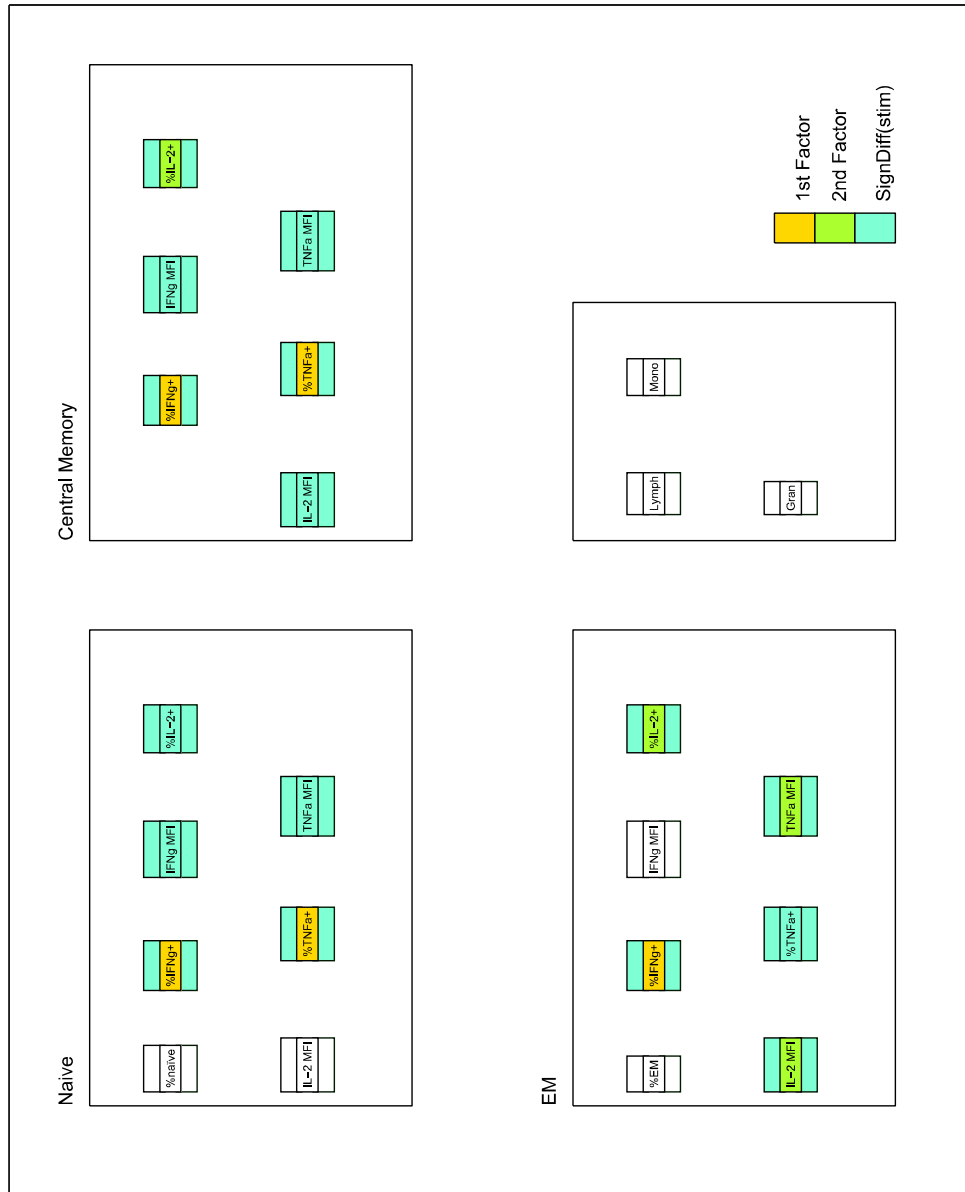 Naïve
%naïve
%IFNg+
IFNg MFI
%IL−2+
IL−2 MFI
%TNFa+
TNFa MFI
Central Memory
%IFNg+
IFNg MFI
%IL−2+
IL−2 MFI
%TNFa+
TNFa MFI
EM
%EM
%IFNg+
IFNg MFI
%IL−2+
IL−2 MFI
%TNFa+
TNFa MFI
Lymph
Mono
Gran
1st Factor
2nd Factor
SignDiff(stim)